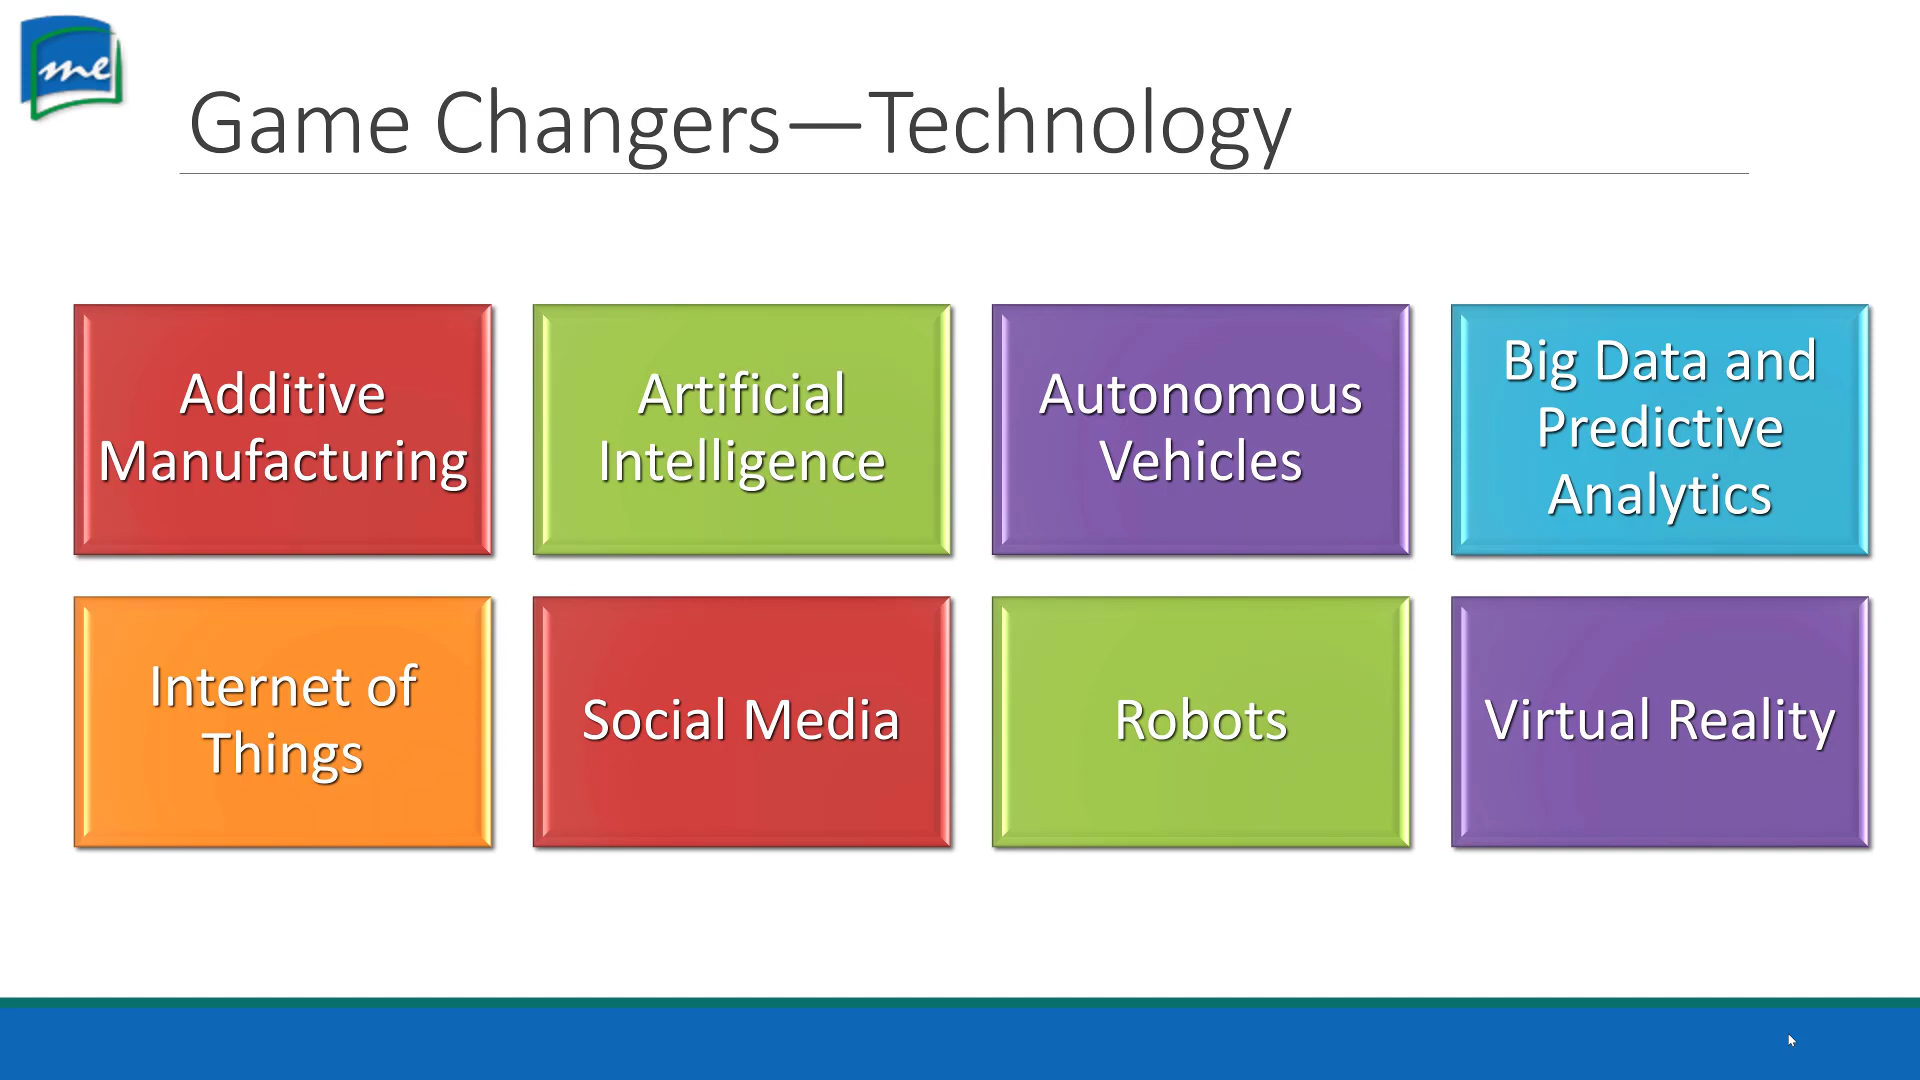 me
Game Changers—Technology
Additive
Manufacturing
Artificial
Intelligence
Autonomous
Vehicles
Big Data and
Predictive
Analytics
Internet of
Things
Social Media
Robots
Virtual Reality